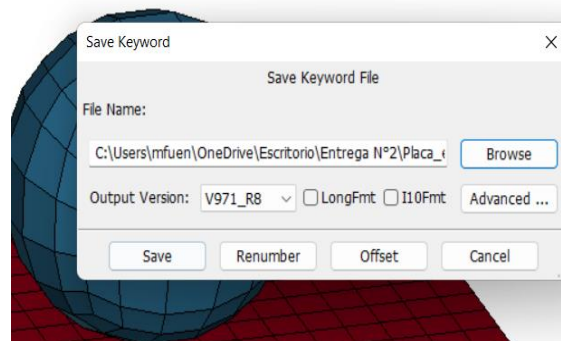 Save Keyword
Save Keyword File
File Name:
C:\Users\mfuen\OneDrive\Escritorio\Entrega N°2\Placa_e Browse
Output Version: V971_R8 LongFmt I10Fmt Advanced ...
Save Renumber Offset Cancel